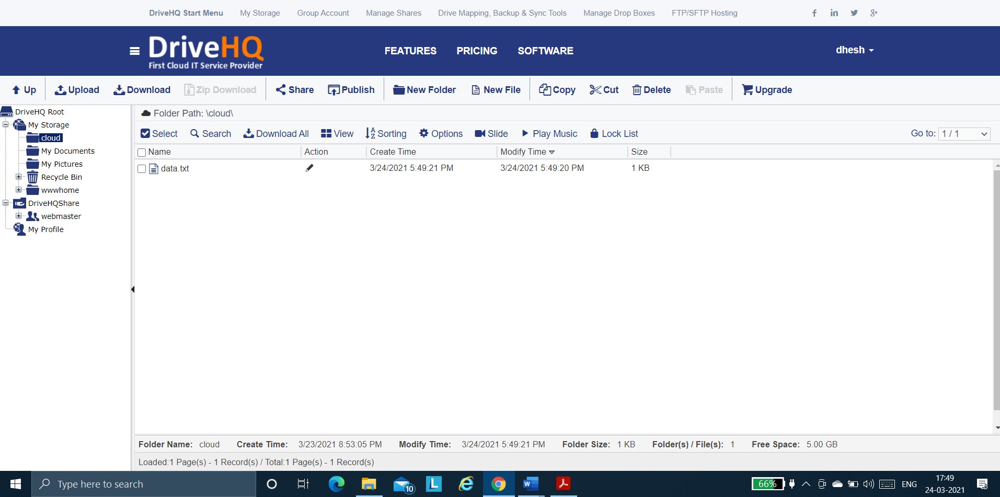 DriveHQ Start Menu My Storage Group Account Manage Shares Drive Mapping, Backup & Sync Tools Manage Drop Boxes FTP/SFTP Hosting f in g+
DriveHQ
First Cloud IT Service Provider
FEATURES PRICING SOFTWARE dhesh
Up Upload Download Zip Download Share Publish New Folder New File Copy Cut Delete Paste Upgrade
DriveHQ Root
My Storage
cloud
My Documents
My Pictures
Recycle Bin
wwwhome
DriveHQShare
webmaster
My Profile
Folder Path: \cloud\
Select Search Download All View AZ Sorting Options Slide Play Music Lock List Go to: 1 / 1
Name Action Create Time Modify Time Size
data.txt 3/24/2021 5:49:21 PM 3/24/2021 5:49:20 PM 1 KB
Folder Name: cloud Create Time: 3/23/2021 8:53:05 PM Modify Time: 3/24/2021 5:49:21 PM Folder Size: 1 KB Folder(s) / File(s): 1 Free Space: 5.00 GB
Loaded:1 Page(s) - 1 Record(s) / Total:1 Page(s) - 1 Record(s)
Type here to search 10 L W 66% ENG 17:49
24-03-2021